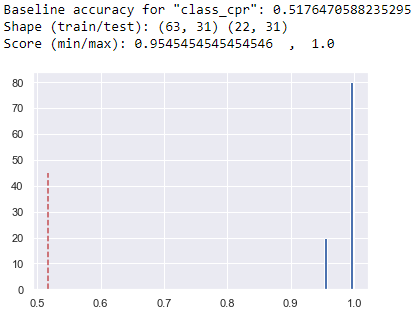 Baseline accuracy for "class_cpr": 0.5176470588235295
Shape (train/test): (63, 31) (22, 31)
Score (min/max): 0.9545454545454546  ,  1.0
80
70
60
50
40
30
20
10
0
0.5 0.6 0.7 0.8 0.9 1.0